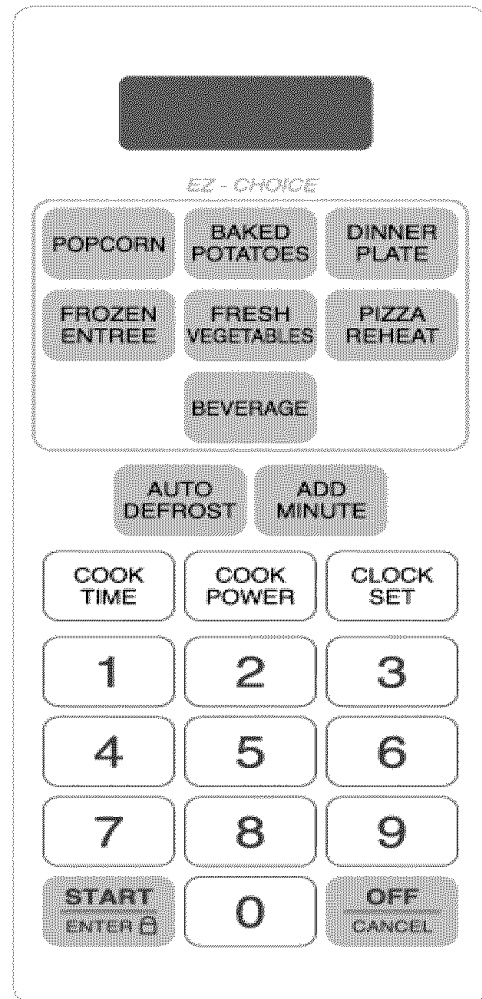 EZ - CHOICE
POPCORN
BAKED
POTATOES
DINNER
PLATE
FROZEN
ENTREE
FRESH
VEGETABLES
PIZZA
REHEAT
BEVERAGE
AUTO
DEFROST
ADD
MINUTE
COOK
TIME
COOK
POWER
CLOCK
SET
1
2
3
4
5
6
7
8
9
START
ENTER
0
OFF
CANCEL